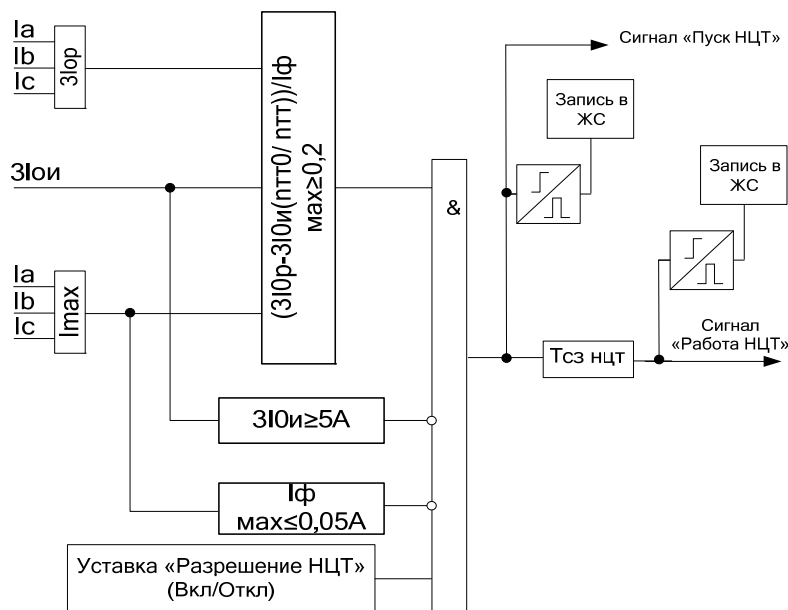 Ia
Ib
Ic
3Iop
3Iои
Ia
Ib
Ic
Imax
(3I0р-3I0и(nтт0/ nтт))/Iф
мах≥0,2
3I0и≥5А
Iф
мах≤0,05А
Уставка «Разрешение НЦТ»
(Вкл/Откл)
&
Сигнал «Пуск НЦТ»
Запись в
ЖС
Запись в
ЖС
Тсз нцт
Сигнал
«Работа НЦТ»